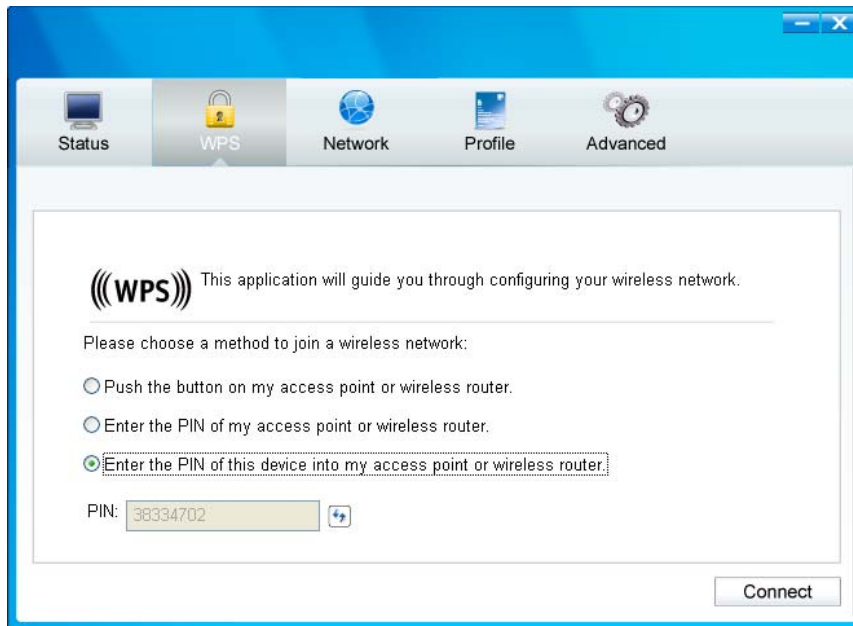 Status
WPS
Network
Profile
Advanced
(((WPS))) This application will guide you through configuring your wireless network.
Please choose a method to join a wireless network:
Push the button on my access point or wireless router.
Enter the PIN of my access point or wireless router.
Enter the PIN of this device into my access point or wireless router.
PIN: 38334702
Connect